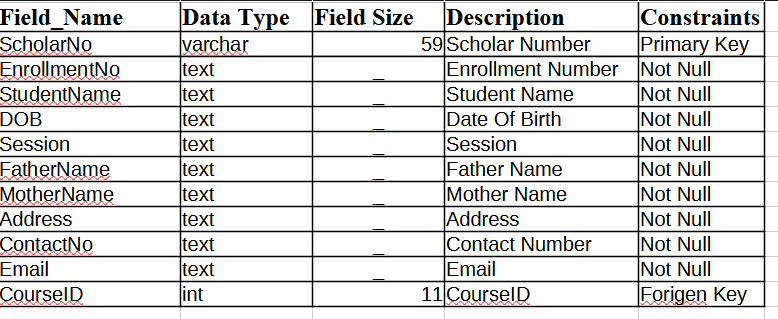 Field_Name Data Type Field Size Description Constraints
ScholarNo varchar 59 Scholar Number Primary Key
EnrollmentNo text _ Enrollment Number Not Null
StudentName text _ Student Name Not Null
DOB text _ Date Of Birth Not Null
Session text _ Session Not Null
FatherName text _ Father Name Not Null
MotherName text _ Mother Name Not Null
Address text _ Address Not Null
ContactNo text _ Contact Number Not Null
Email text _ Email Not Null
CourseID int 11 CourseID Forigen Key